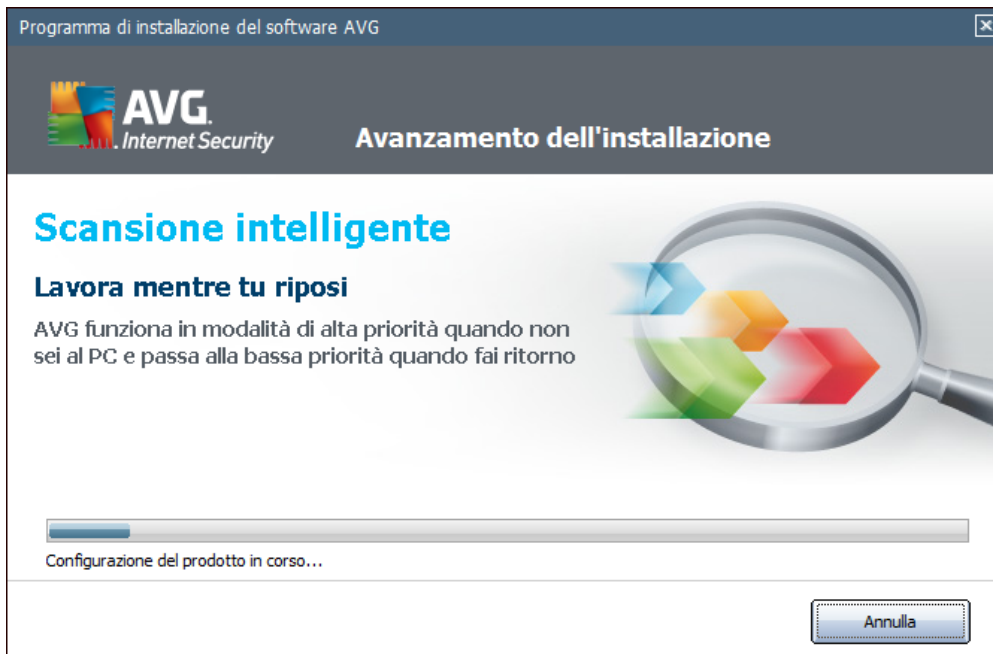 Programma di installazione del software AVG
AVG.
Internet Security
Avanzamento dell'installazione
Scansione intelligente
Lavora mentre tu riposi
AVG funziona in modalità di alta priorità quando non
sei al PC e passa alla bassa priorità quando fai ritorno
Configurazione del prodotto in corso...
Annulla